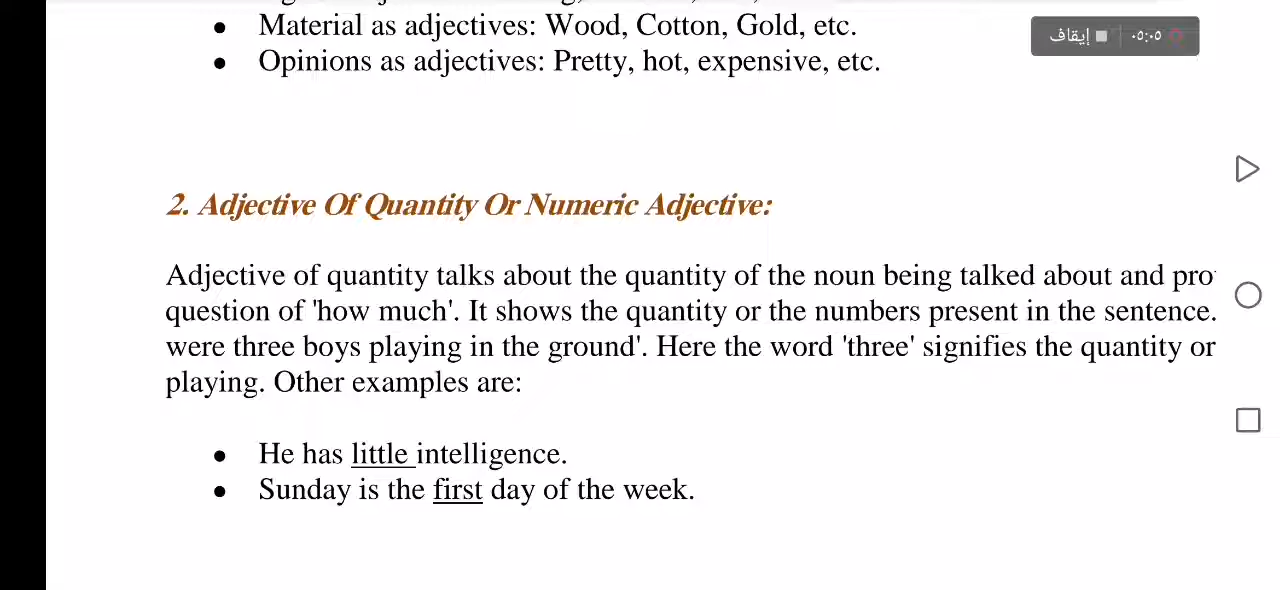 • Material as adjectives: Wood, Cotton, Gold, etc.
إيقاف
٠٥:٠٥
• Opinions as adjectives: Pretty, hot, expensive, etc.
2. Adjective Of Quantity Or Numeric Adjective:
Adjective of quantity talks about the quantity of the noun being talked about and pro
question of 'how much'. It shows the quantity or the numbers present in the sentence.
were three boys playing in the ground'. Here the word 'three' signifies the quantity or
playing. Other examples are:
• He has little intelligence.
• Sunday is the first day of the week.